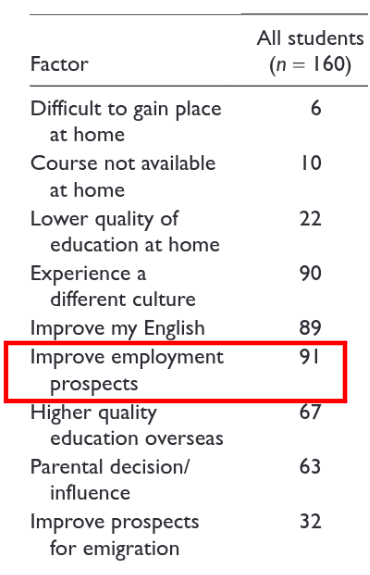 All students
Factor (n = 160)
Difficult to gain place 6
at home
Course not available 10
at home
Lower quality of 22
education at home
Experience a 90
different culture
Improve my English 89
Improve employment 91
prospects
Higher quality 67
education overseas
Parental decision/ 63
influence
Improve prospects 32
for emigration